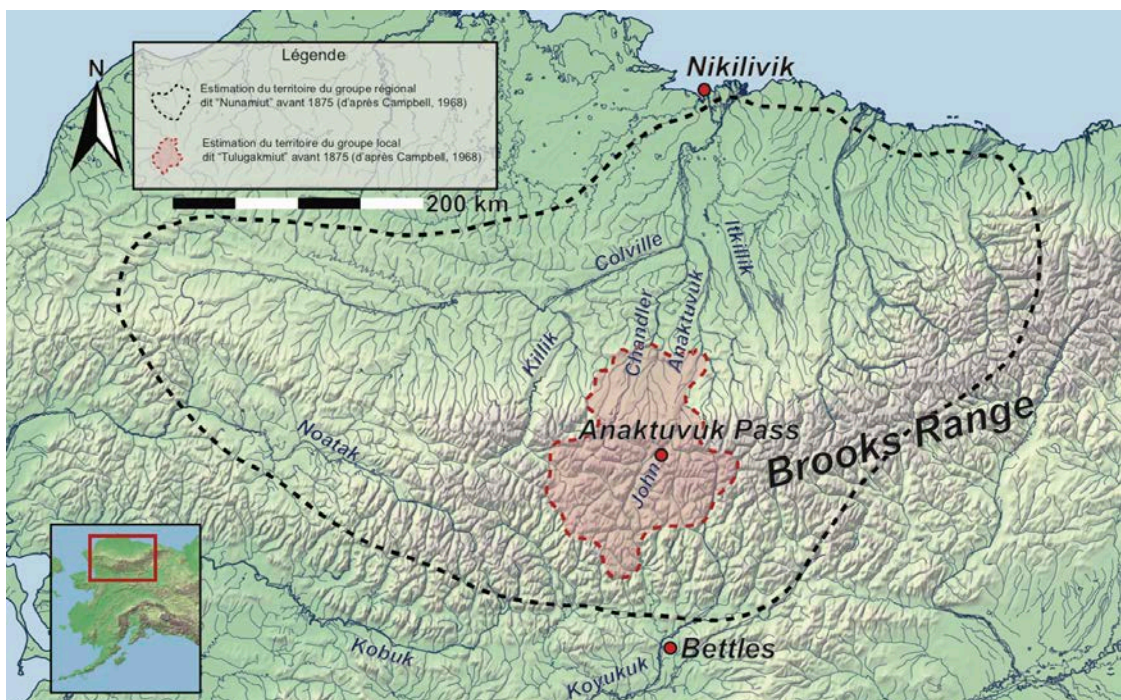 N
Légende
Estimation du territoire du groupe régional
dit "Nunamiut" avant 1875 (d'après Campbell, 1968)
Estimation du territoire du groupe local
dit "Tulugakmiut" avant 1875 (d'après Campbell, 1968)
200 km
Nikilivik
Colville
Itkillik
Killik
Chandler
Anaktuvuk
Anaktuvuk Pass
Brooks Range
Noatak
John
Kobuk
Koyukuk
Bettles